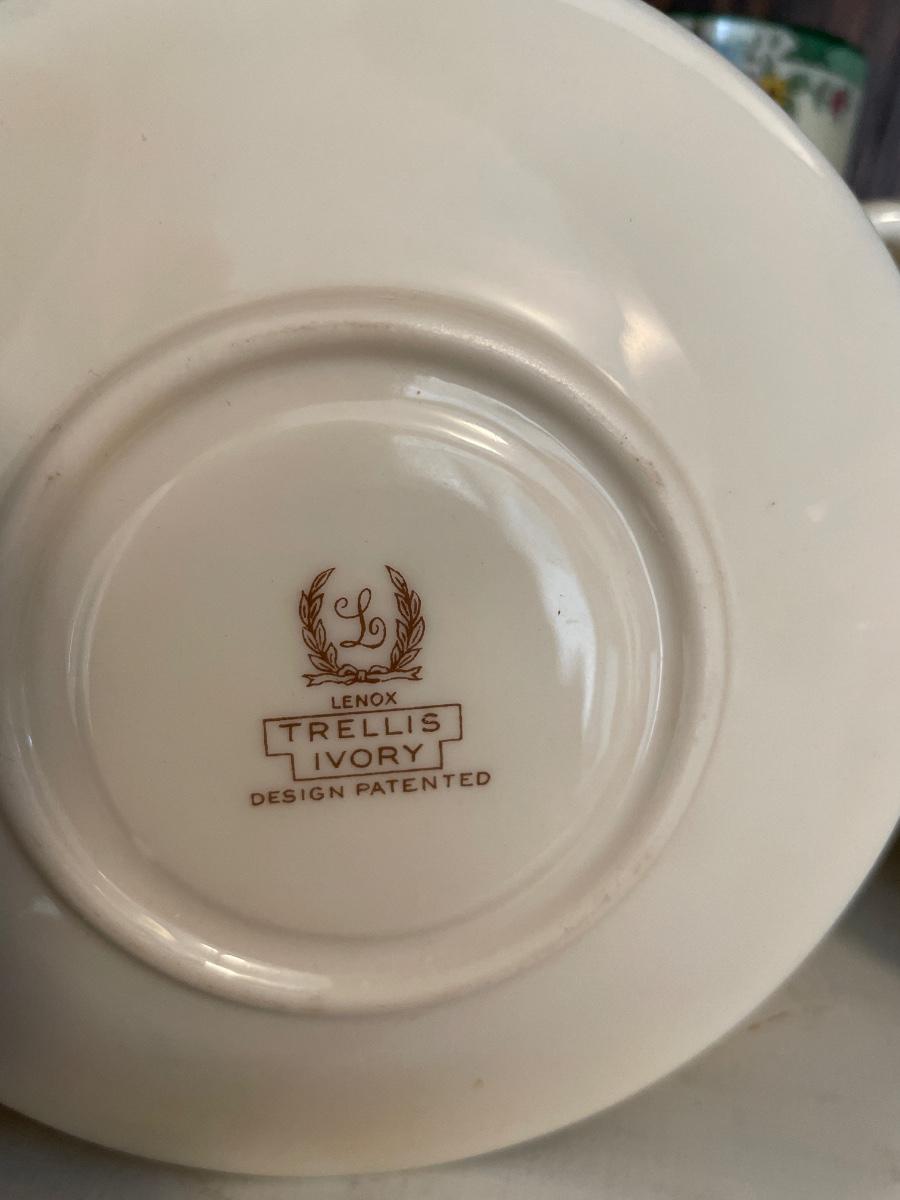 L
LENOX
TRELLIS
IVORY
DESIGN PATENTED